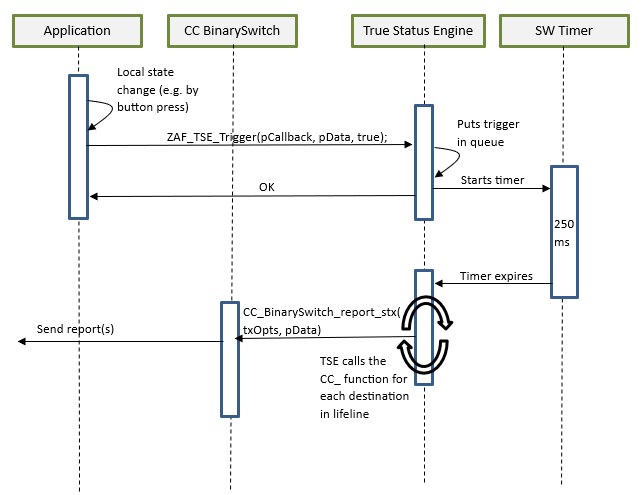 Application
CC BinarySwitch
True Status Engine
SW Timer
Local state
change (e.g. by
button press)
ZAF_TSE_Trigger(pCallback, pData, true);
Puts trigger
in queue
OK
Starts timer
250
ms
Timer expires
CC_BinarySwitch_report_stx(
txOpts, pData)
Send report(s)
TSE calls the
CC_ function for
each destination
in lifeline